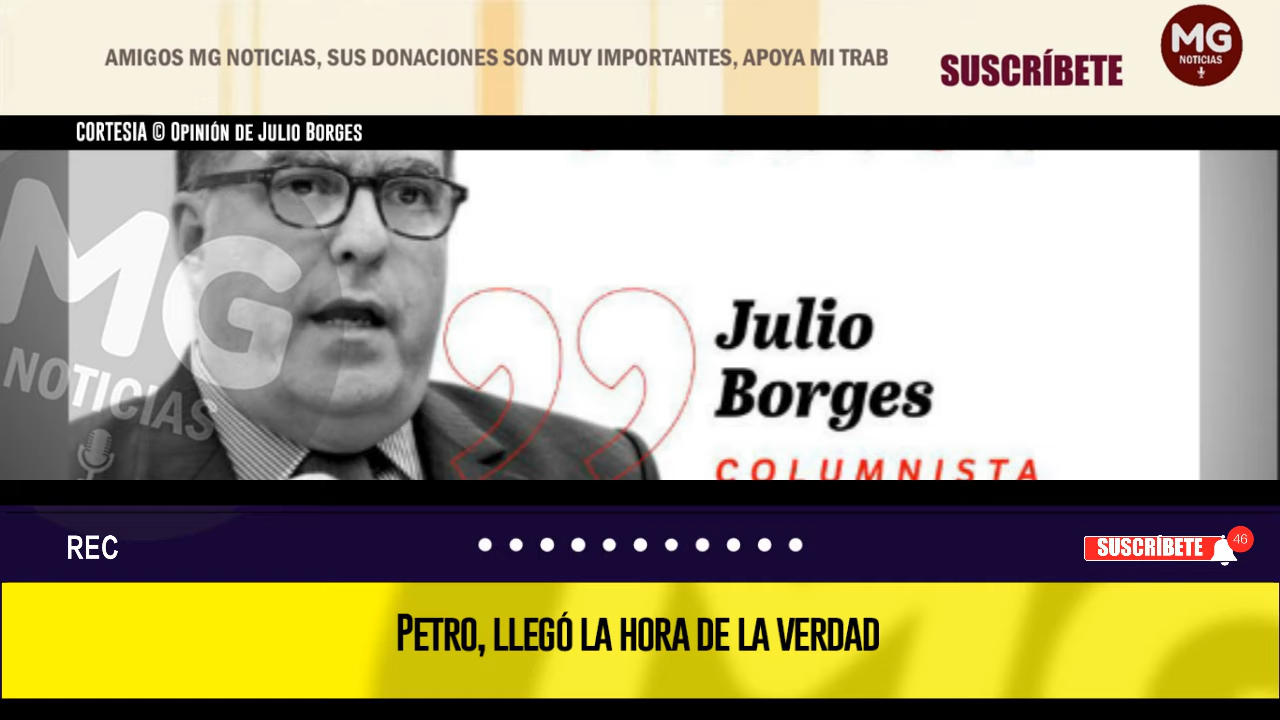 AMIGOS MG NOTICIAS, SUS DONACIONES SON MUY IMPORTANTES, APOYA MI TRAB
SUSCRÍBETE
MG
NOTICIAS
CORTESIA © OPINIÓN DE JULIO BORGES
MG
NOTICIAS
Julio
Borges
COLUMNISTA
REC
SUSCRÍBETE
46
PETRO, LLEGÓ LA HORA DE LA VERDAD